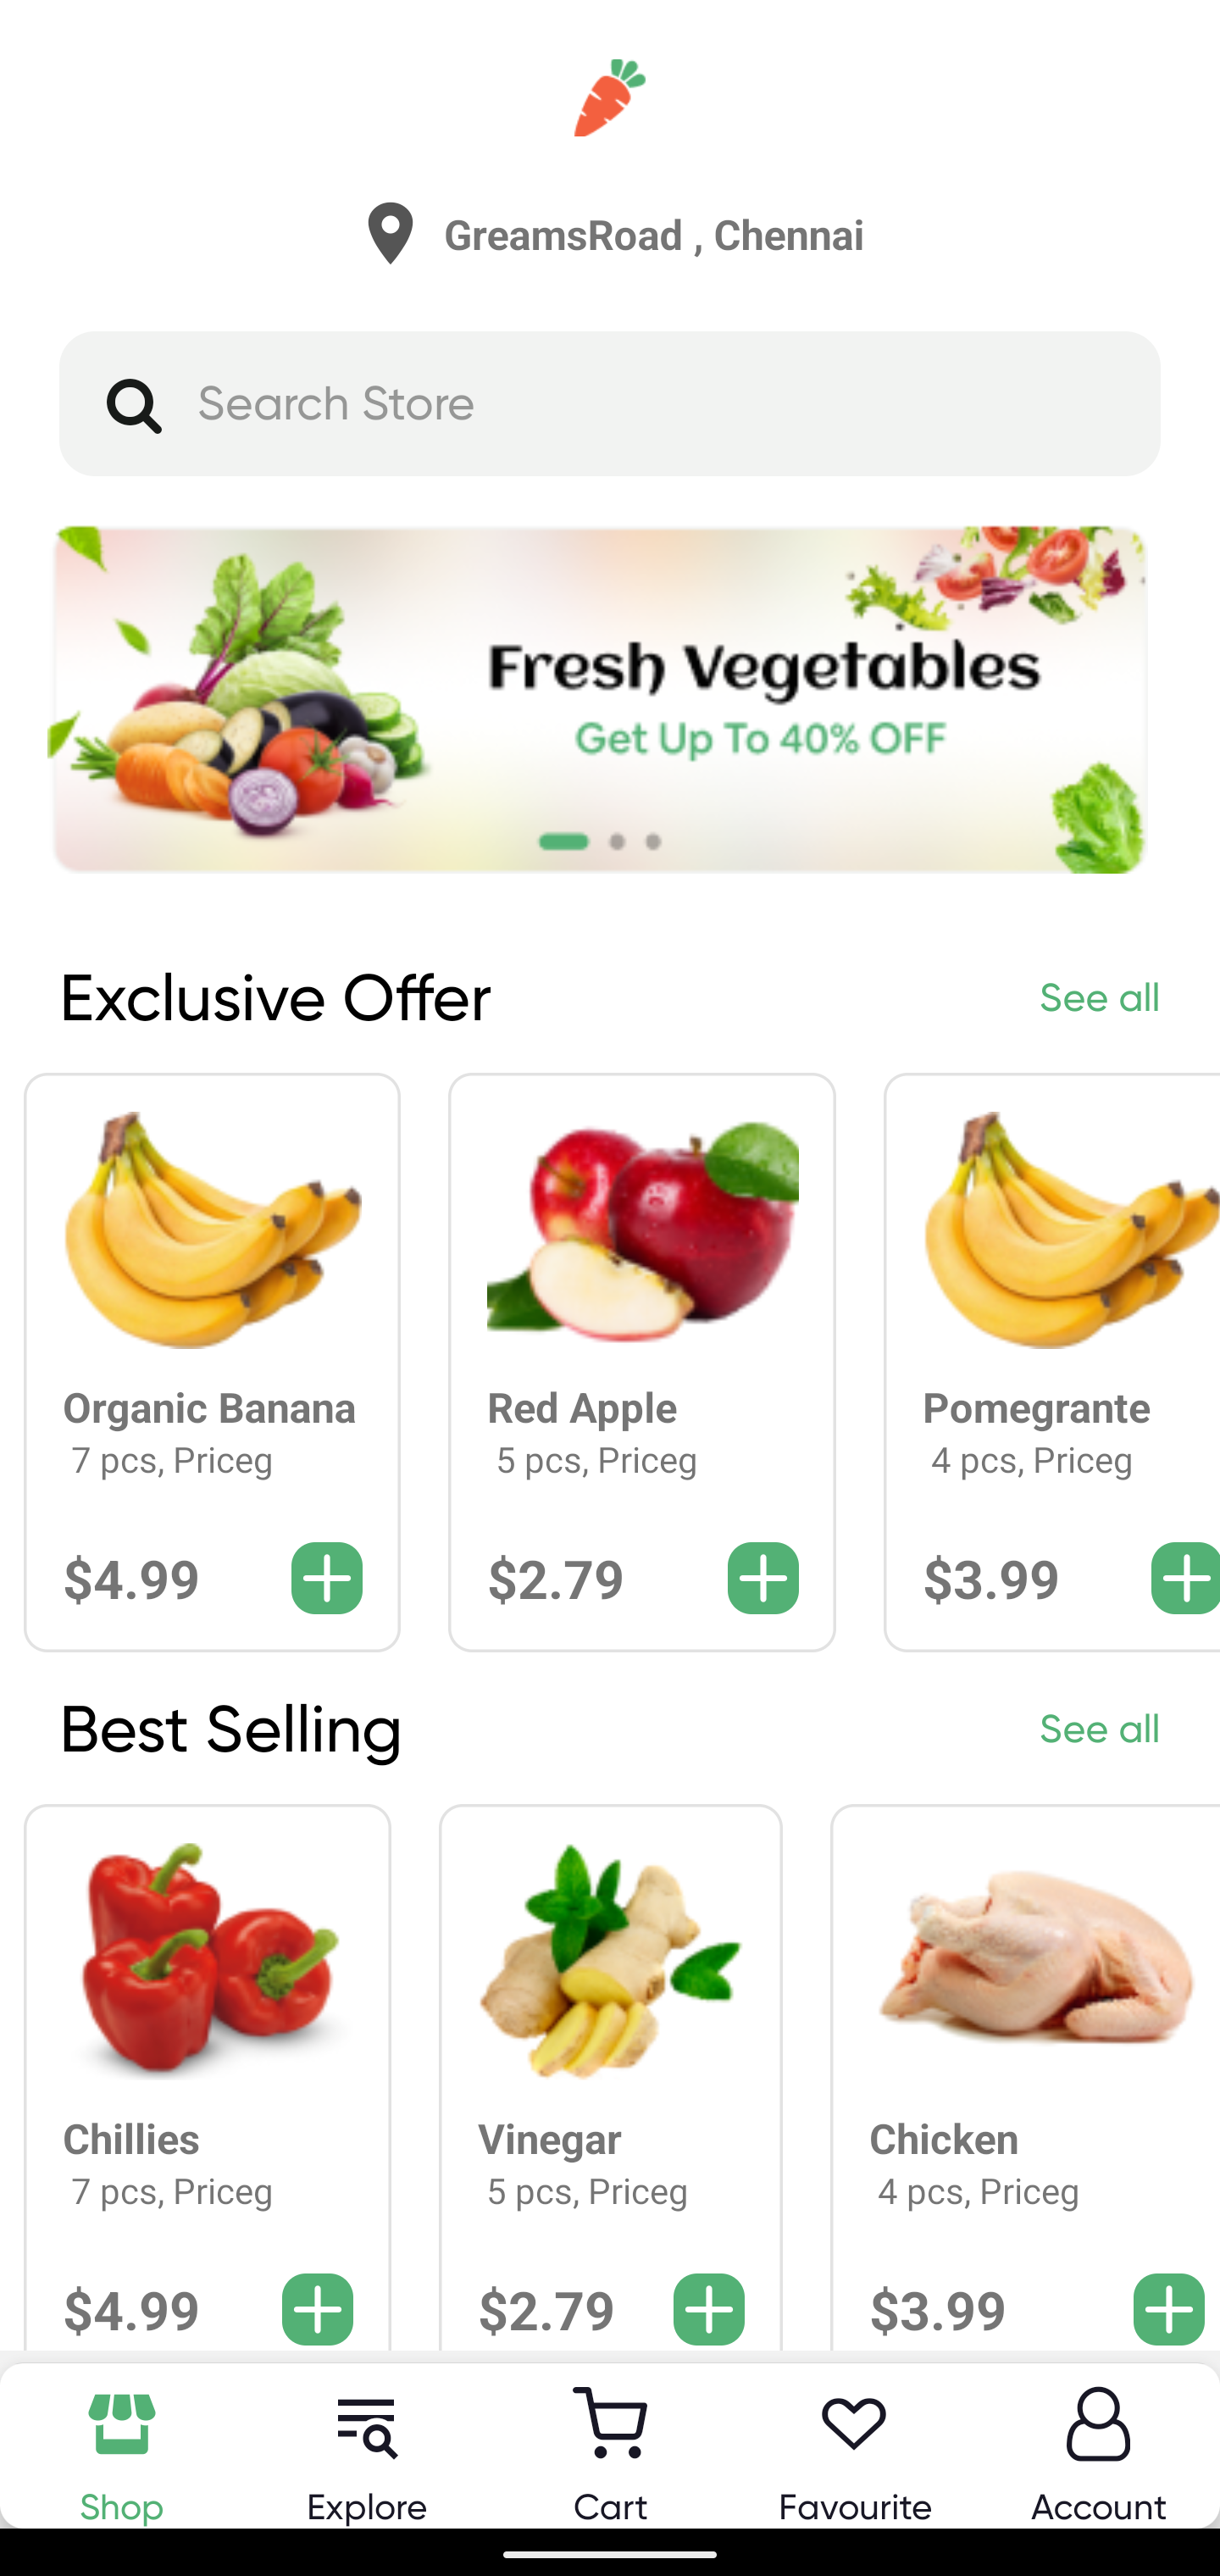 GreamsRoad , Chennai
Search Store
Fresh Vegetables
Get Up To 40% OFF
Exclusive Offer
See all
Organic Banana
7 pcs, Priceg
$4.99
Red Apple
5 pcs, Priceg
$2.79
Pomegrante
4 pcs, Priceg
$3.99
Best Selling
See all
Chillies
7 pcs, Priceg
$4.99
Vinegar
5 pcs, Priceg
$2.79
Chicken
4 pcs, Priceg
$3.99
Shop
Explore
Cart
Favourite
Account